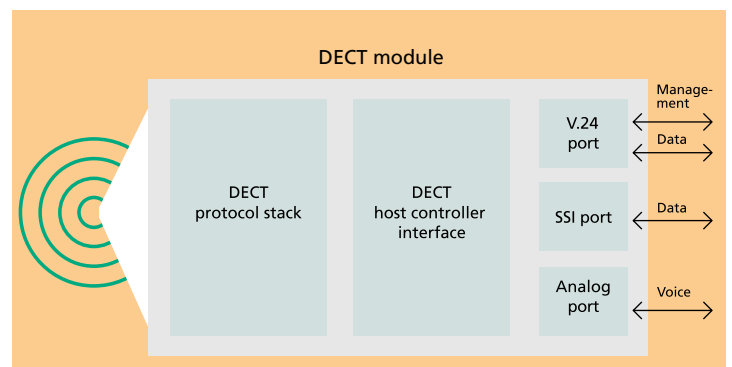 DECT module
DECT
protocol stack
DECT
host controller
interface
V.24
port
SSI port
Analog
port
Manage-
ment
Data
Data
Voice